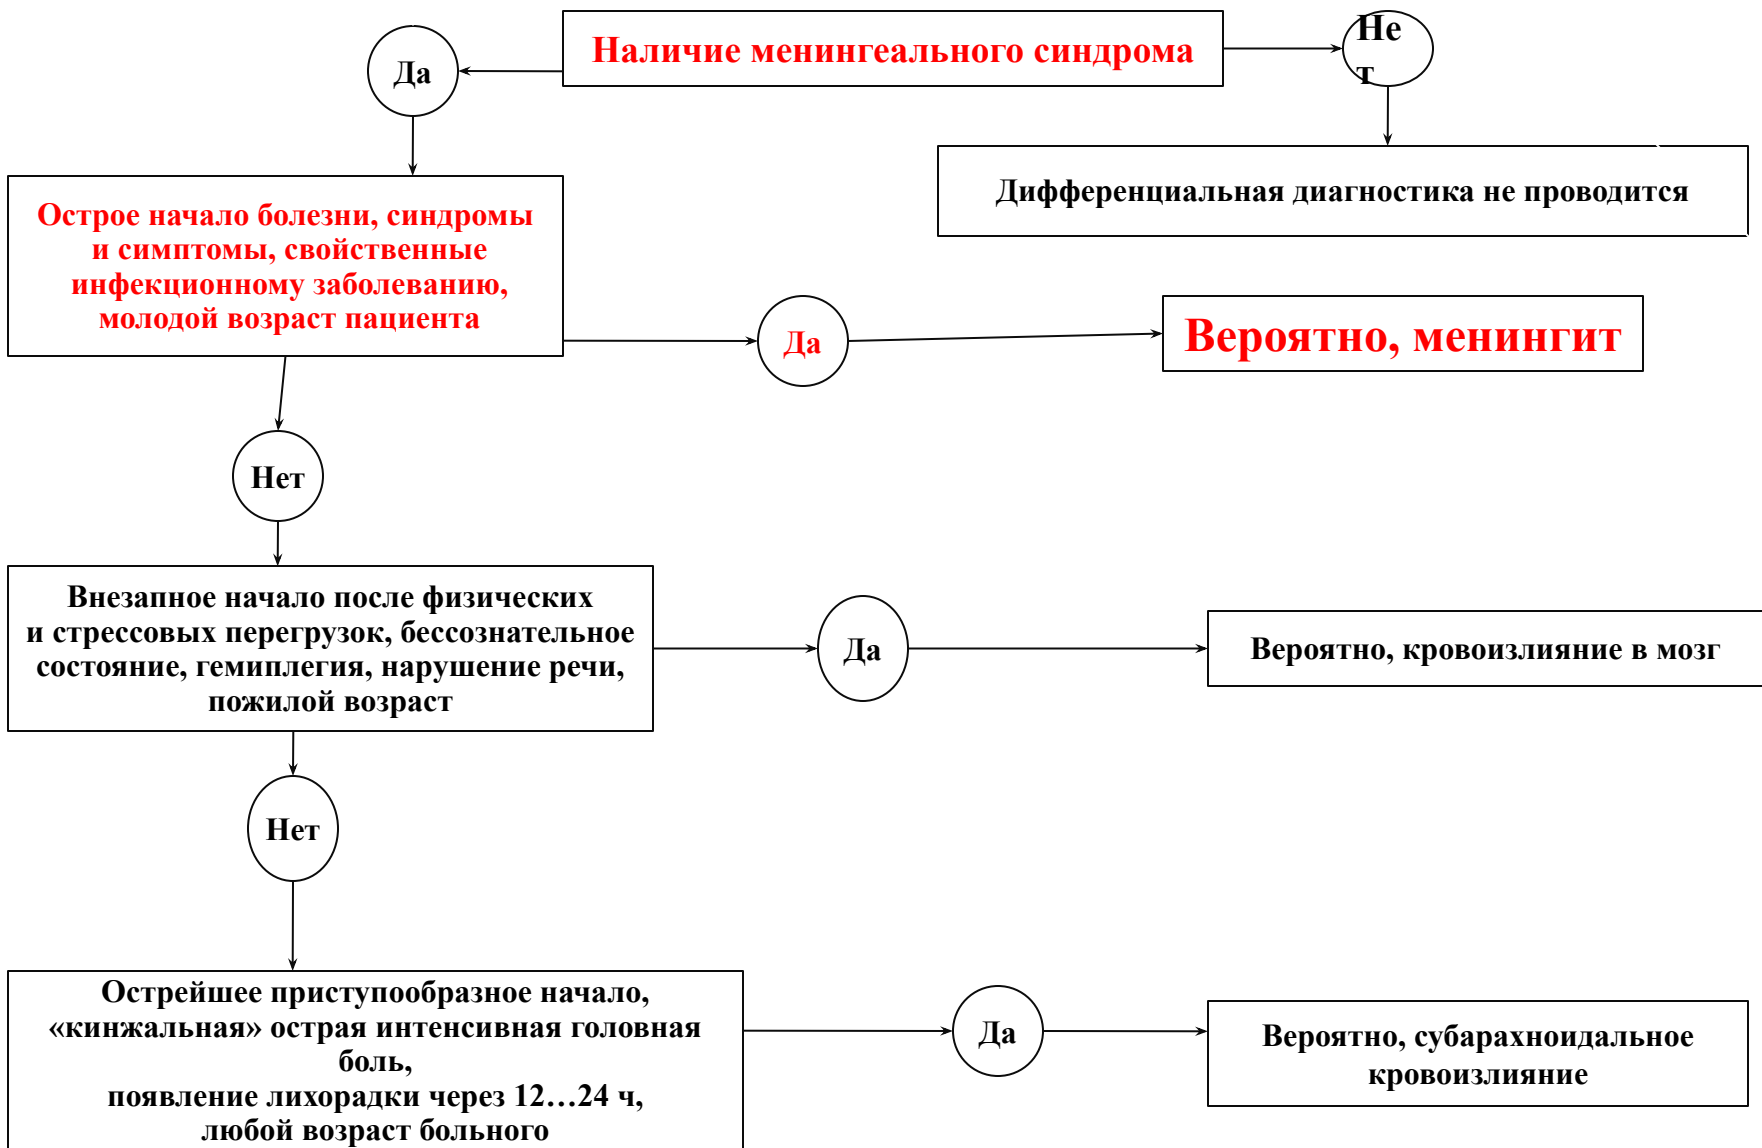 Наличие менингеального синдрома
Да
Не
т
Дифференциальная диагностика не проводится
Острое начало болезни, синдромы
и симптомы, свойственные
инфекционному заболеванию,
молодой возраст пациента
Да
Вероятно, менингит
Нет
Внезапное начало после физических
и стрессовых перегрузок, бессознательное
состояние, гемиплегия, нарушение речи,
пожилой возраст
Да
Вероятно, кровоизлияние в мозг
Нет
Острейшее приступообразное начало,
«кинжальная» острая интенсивная головная
боль,
появление лихорадки через 12…24 ч,
любой возраст больного
Да
Вероятно, субарахноидальное
кровоизлияние